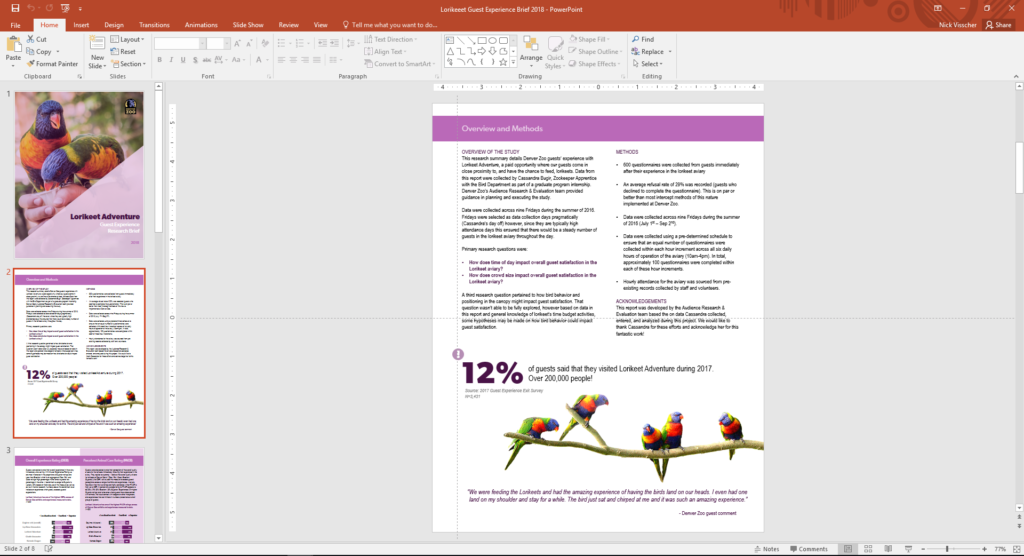 Lorikeeet Guest Experience Brief 2018 - PowerPoint
File Home Insert Design Transitions Animations Slide Show Review View Tell me what you want to do...
Nick Visscher Share
Paste
Cut
Copy
Format Painter
Clipboard
New Slide
Layout
Reset
Section
Slides
Font
Text Direction
Align Text
Convert to SmartArt
Paragraph
Arrange
Quick Styles
Shape Fill
Shape Outline
Shape Effects
Drawing
Find
Replace
Select
Editing
1
Lorikeet Adventure
Guest Experience
Research Brief
2
3
Overview and Methods
OVERVIEW OF THE STUDY
This research summary details Denver Zoo guests' experience with
Lorikeet Adventure, a paid opportunity where our guests come in
close proximity to, and have the chance to feed, lorikeets. Data from
this report were collected by Cassandra Bugir, Zookeeper Apprentice
with the Bird Department as part of a graduate program internship.
Denver Zoo's Audience Research & Evaluation team provided
guidance in planning and executing the study.
Data were collected across nine Fridays during the summer of 2016.
Fridays were selected as data collection days pragmatically
(Cassandra's day off) however, since they are typically high
attendance days this ensured that there would be a steady number of
guests in the lorikeet aviary throughout the day.
Primary research questions were:
• How does time of day impact overall guest satisfaction in the
Lorikeet aviary?
• How does crowd size impact overall guest satisfaction in the
Lorikeet aviary?
A third research question pertained to how bird behavior and
positioning in the canopy might impact guest satisfaction. That
question wasn't able to be fully explored, however based on data in
this report and general knowledge of lorikeet's time budget activities,
some hypotheses may be made on how bird behavior could impact
guest satisfaction.
METHODS
• 600 questionnaires were collected from guests immediately
after their experience in the lorikeet aviary
• An average refusal rate of 29% was recorded (guests who
declined to complete the questionnaire). This is on par or
better than most intercept methods of this nature
implemented at Denver Zoo.
• Data were collected across nine Fridays during the summer
of 2016 (July 1st – Sep 2nd).
• Data were collected using a pre-determined schedule to
ensure that an equal number of questionnaires were
collected within each hour increment across all six daily
hours of operation of the aviary (10am-4pm). In total,
approximately 100 questionnaires were completed within
each of these hour increments.
• Hourly attendance for the aviary was sourced from pre-
existing records collected by staff and volunteers.
ACKNOWLEDGEMENTS
This report was developed by the Audience Research &
Evaluation team based on the data Cassandra collected,
entered, and analyzed during this project. We would like to
thank Cassandra for these efforts and acknowledge her for this
fantastic work!
!
12% of guests said that they visited Lorikeet Adventure during 2017.
Over 200,000 people!
Source: 2017 Guest Experience Exit Survey
"We were feeding the Lorikeets and had the amazing experience of having the birds land on our heads. I even had one
land on my shoulder and stay for a while. The bird just sat and chirped at me and it was such an amazing experience."
- Denver Zoo guest comment
Slide 2 of 8
Notes Comments 77%